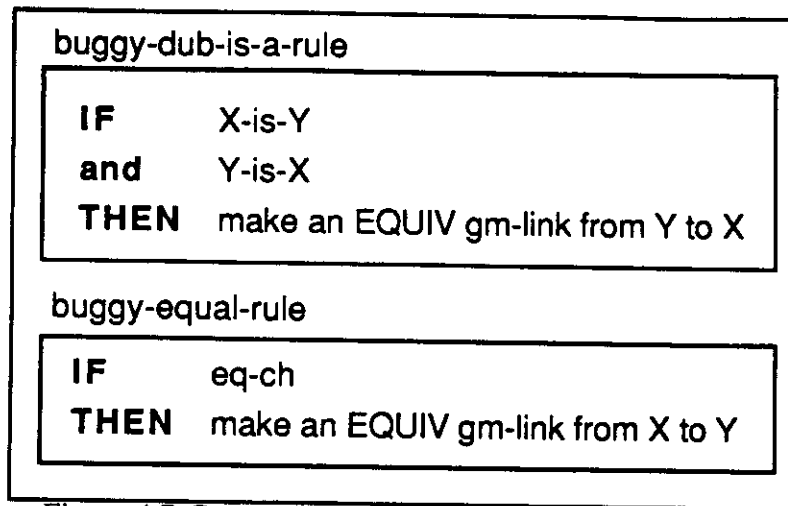 buggy-dub-is-a-rule
IF X-is-Y
and Y-is-X
THEN make an EQUIV gm-link from Y to X
buggy-equal-rule
IF eq-ch
THEN make an EQUIV gm-link from X to Y